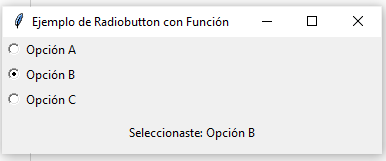 Ejemplo de Radiobutton con Función
Opción A
Opción B
Opción C
Seleccionaste: Opción B